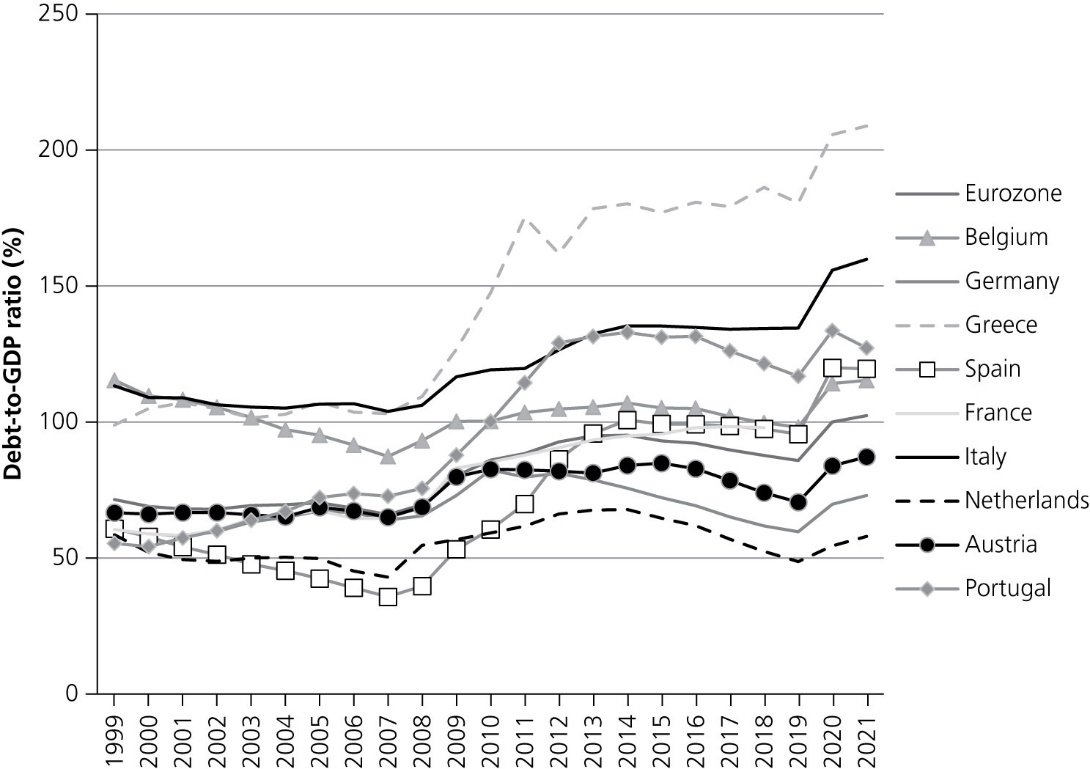 Debt-to-GDP ratio (%)
250
200
150
100
50
0
1999
2000
2001
2002
2003
2004
2005
2006
2007
2008
2009
2010
2011
2012
2013
2014
2015
2016
2017
2018
2019
2020
2021
Eurozone
Belgium
Germany
Greece
Spain
France
Italy
Netherlands
Austria
Portugal